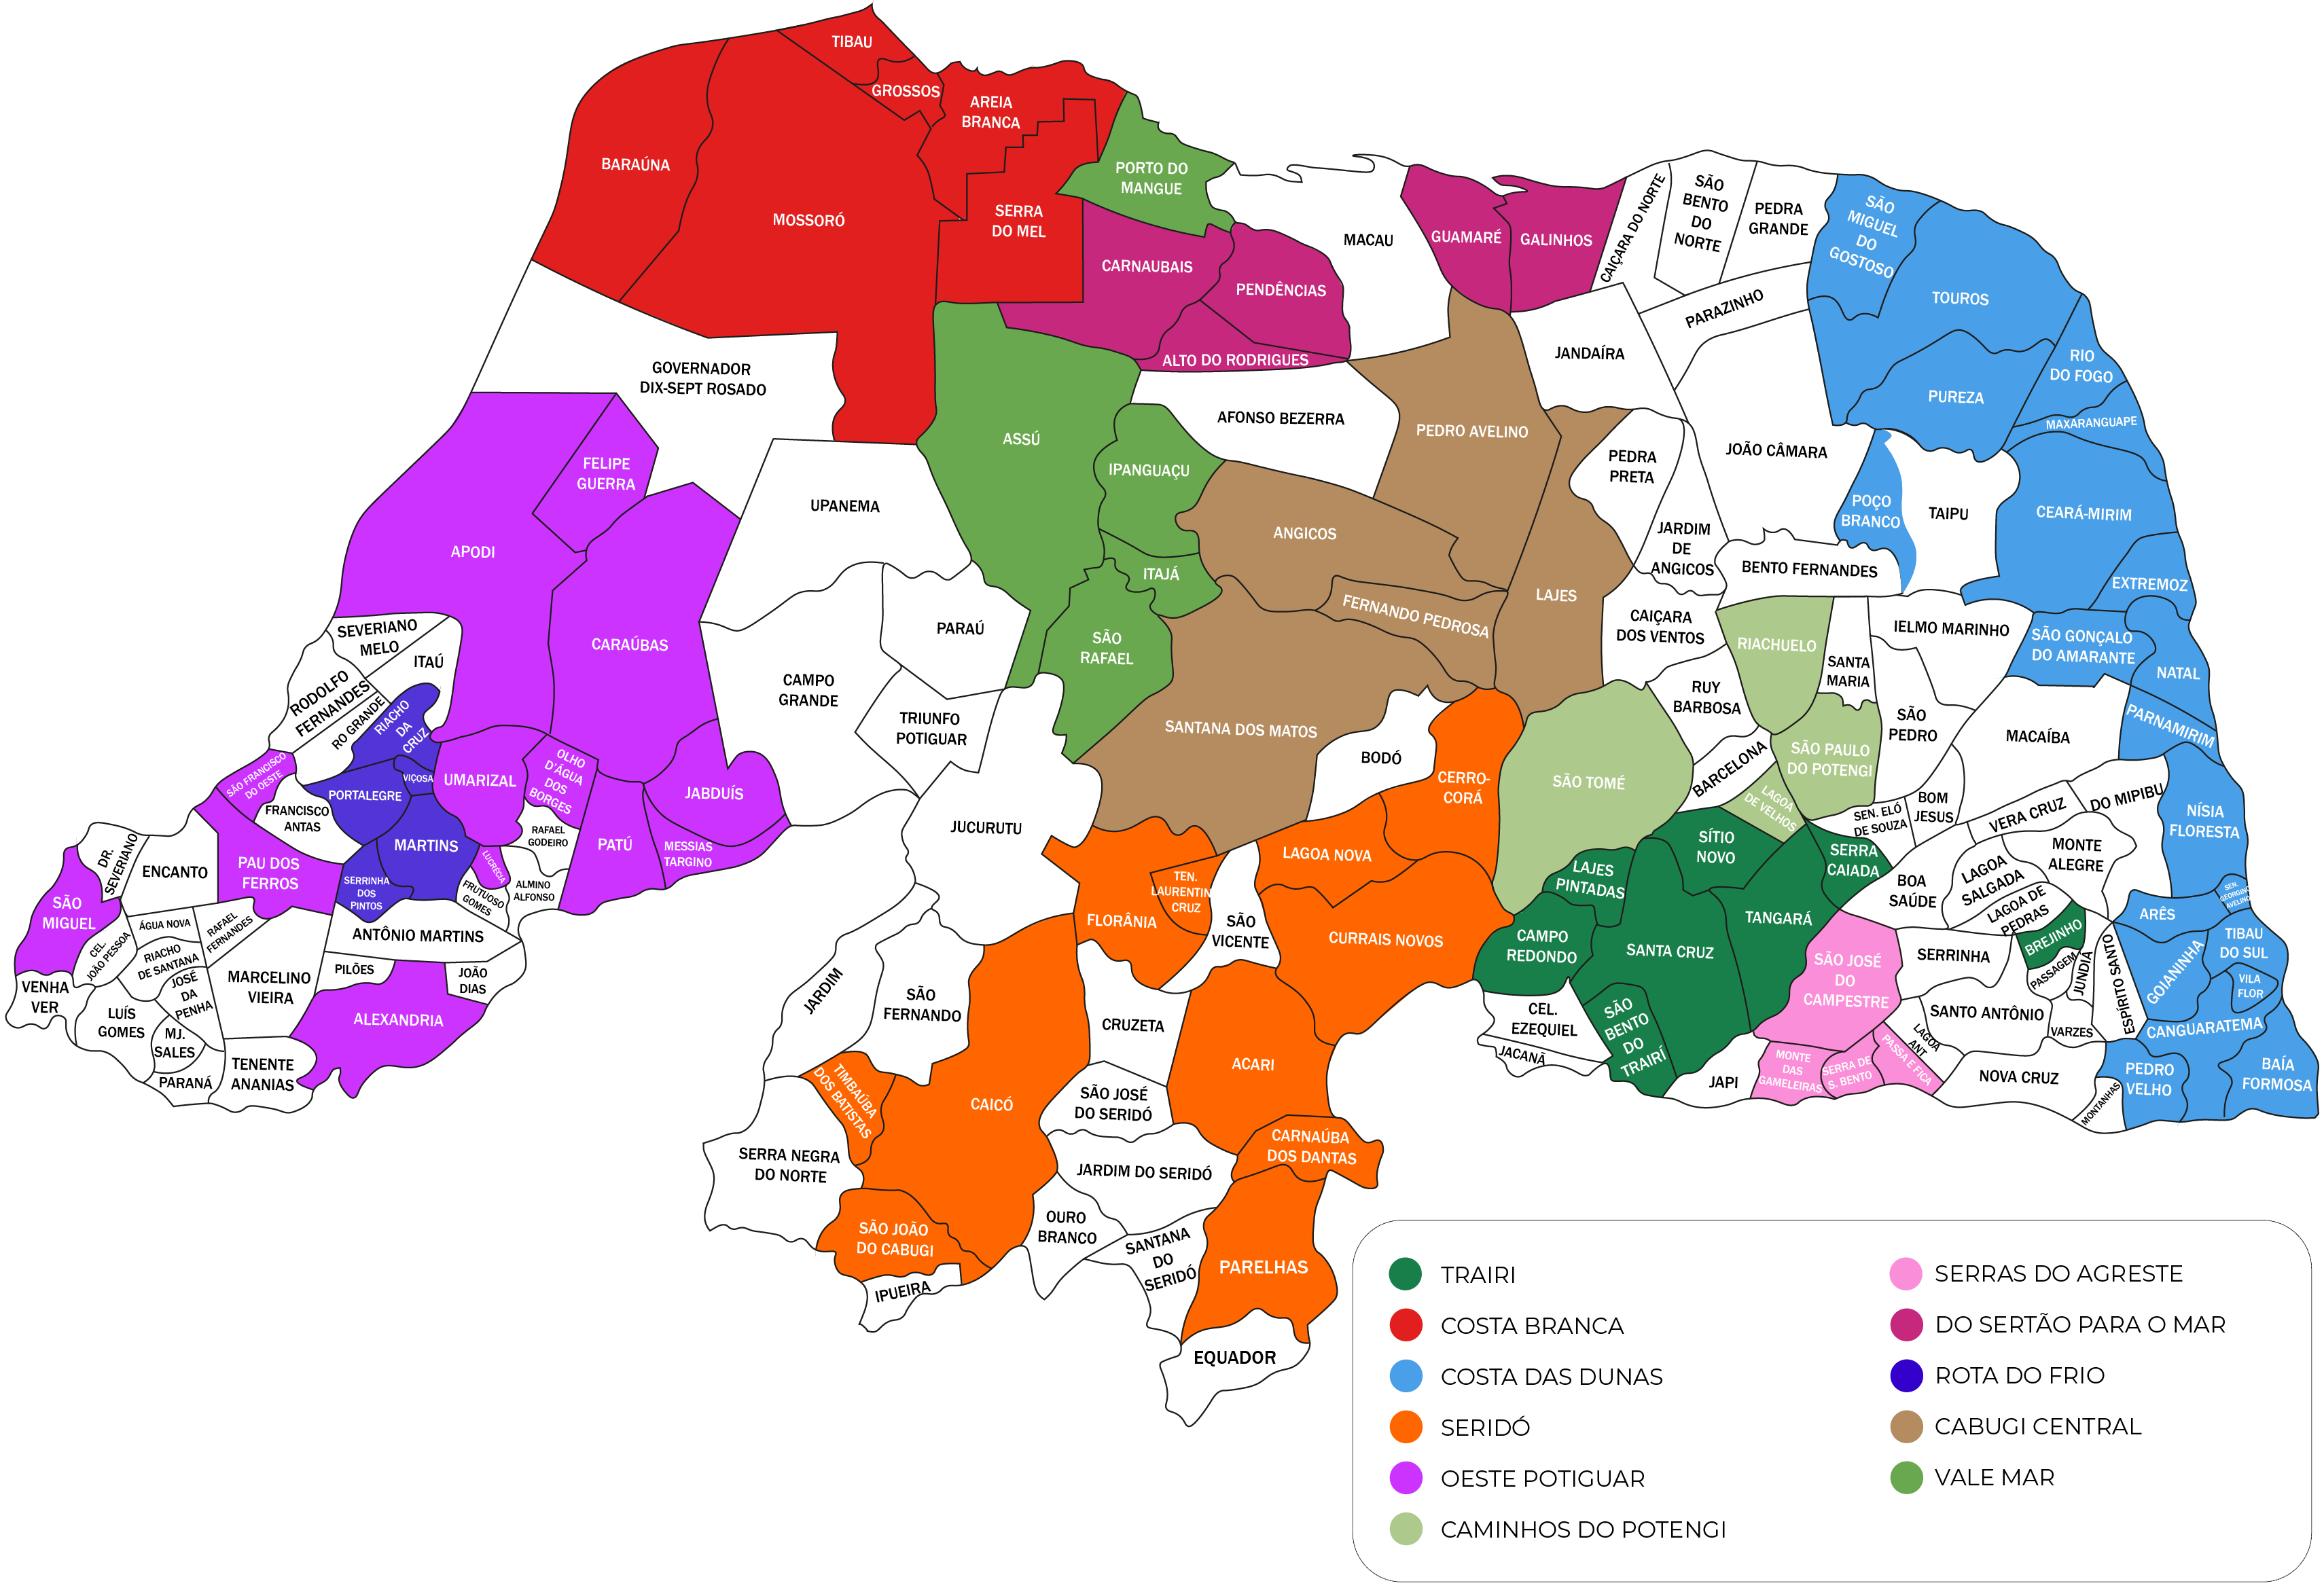 TIBAU
GROSSOS
AREIA
BRANCA
BARAÚNA
MOSSORÓ
SERRA
DO MEL
PORTO DO
MANGUE
CARNAUBAIS
PENDÊNCIAS
ALTO DO RODRIGUES
MACAU
GUAMARÉ
GALINHOS
CAIÇARA DO NORTE
SÃO
BENTO
DO
NORTE
PEDRA
GRANDE
SÃO
MIGUEL
DO
GOSTOSO
TOUROS
PARAZINHO
JANDAÍRA
RIO
DO FOGO
PUREZA
MAXARANGUAPE
GOVERNADOR
DIX-SEPT ROSADO
ASSÚ
AFONSO BEZERRA
PEDRO AVELINO
IPANGUAÇU
PEDRA
PRETA
JOÃO CÂMARA
POÇO
BRANCO
TAIPU
CEARÁ-MIRIM
FELIPE
GUERRA
APODI
UPANEMA
ANGICOS
ITAJÁ
FERNANDO PEDROSA
LAJES
JARDIM
DE
ANGICOS
BENTO FERNANDES
EXTREMOZ
SEVERIANO
MELO
ITAÚ
CARAÚBAS
PARAÚ
SÃO
RAFAEL
CAIÇARA
DOS VENTOS
RIACHUELO
SANTA
MARIA
IELMO MARINHO
SÃO GONÇALO
DO AMARANTE
NATAL
RODOLFO
FERNANDES
RO GRANDE
RIACHO
DA
CRUZ
CAMPO
GRANDE
TRIUNFO
POTIGUAR
SANTANA DOS MATOS
BODÓ
CERRO-
CORÁ
SÃO TOMÉ
RUY
BARBOSA
BARCELONA
SÃO PAULO
DO POTENGI
LAGOA
DE VELHOS
SÃO
PEDRO
MACAÍBA
PARNAMIRIM
SÃO FRANCISCO
DO OESTE
VIÇOSA
PORTALEGRE
UMARIZAL
OLHO
D'ÁGUA
DOS
BORGES
JABDUÍS
FRANCISCO
ANTAS
MARTINS
RAFAEL
GODEIRO
PATÚ
MESSIAS
TARGINO
LUCRÉCIA
JUCURUTU
LAGOA NOVA
SÍTIO
NOVO
SERRA
CAIADA
SEN. ELÓ
DE SOUZA
BOM
JESUS
VERA CRUZ
DO MIPIBU
NÍSIA
FLORESTA
MONTE
ALEGRE
DR.
SEVERIANO
ENCANTO
PAU DOS
FERROS
SERRINHA
DOS
PINTOS
FRUTUOSO
GOMES
ALMINO
ALFONSO
SÃO
MIGUEL
ÁGUA NOVA
RAFAEL
FERNANDES
ANTÔNIO MARTINS
CEL.
JOÃO PESSOA
RIACHO
DE SANTANA
PILÕES
JOÃO
DIAS
MARCELINO
VIEIRA
JOSÉ
DA
PENHA
VENHA
VER
LUÍS
GOMES
MJ.
SALES
ALEXANDRIA
PARANÁ
TENENTE
ANANIAS
TEN.
LAURENTIN
CRUZ
FLORÂNIA
SÃO
VICENTE
CURRAIS NOVOS
LAJES
PINTADAS
CAMPO
REDONDO
SANTA CRUZ
TANGARÁ
BOA
SAÚDE
LAGOA
SALGADA
LAGOA DE
PEDRAS
BREJINHO
SERRINHA
PASSAGEM
JUNDIA
ESPÍRITO SANTO
ARÊS
SEN.
GEORGINO
AVELINO
TIBAU
DO SUL
GOIANINHA
VILA
FLOR
CANGUARATEMA
SÃO JOSÉ
DO
CAMPESTRE
SANTO ANTÔNIO
VARZES
LAGOA
ANT
NOVA CRUZ
MONTANHAS
PEDRO
VELHO
BAÍA
FORMOSA
JARDIM
SÃO
FERNANDO
CRUZETA
ACARI
CEL.
EZEQUIEL
JACANÃ
SÃO
BENTO
DO
TRAIRÍ
JAPI
MONTE
DAS
GAMELEIRAS
SERRA DE
S. BENTO
PASSA E FICA
TIMBAÚBA
DOS BATISTAS
CAICÓ
SÃO JOSÉ
DO SERIDÓ
CARNAÚBA
DOS DANTAS
SERRA NEGRA
DO NORTE
JARDIM DO SERIDÓ
SÃO JOÃO
DO CABUGI
OURO
BRANCO
SANTANA
DO
SERIDÓ
PARELHAS
IPUEIRA
EQUADOR
TRAIRI
COSTA BRANCA
COSTA DAS DUNAS
SERIDÓ
OESTE POTIGUAR
CAMINHOS DO POTENGI
SERRAS DO AGRESTE
DO SERTÃO PARA O MAR
ROTA DO FRIO
CABUGI CENTRAL
VALE MAR